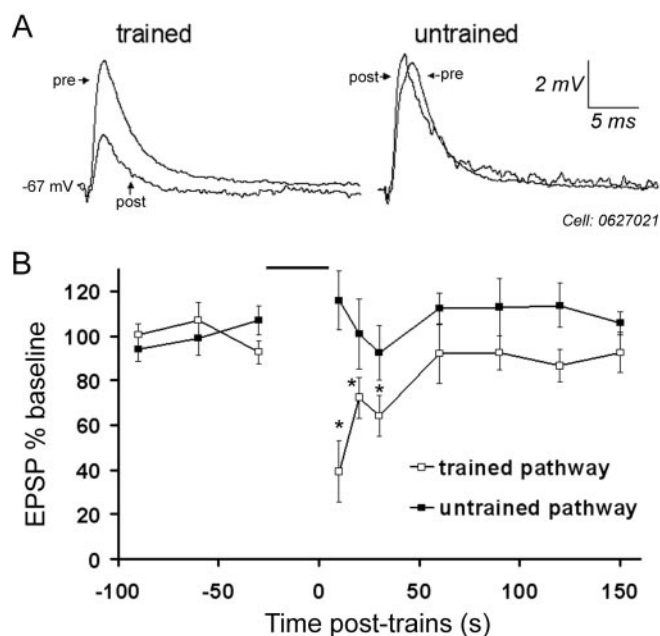 A
trained
untrained
pre
post
pre
2 mV
5 ms
-67 mV
post
Cell: 0627021
B
EPSP % baseline
120
100
80
60
40
20
0
*
*
*
trained pathway
untrained pathway
-100
-50
0
50
100
150
Time post-trains (s)